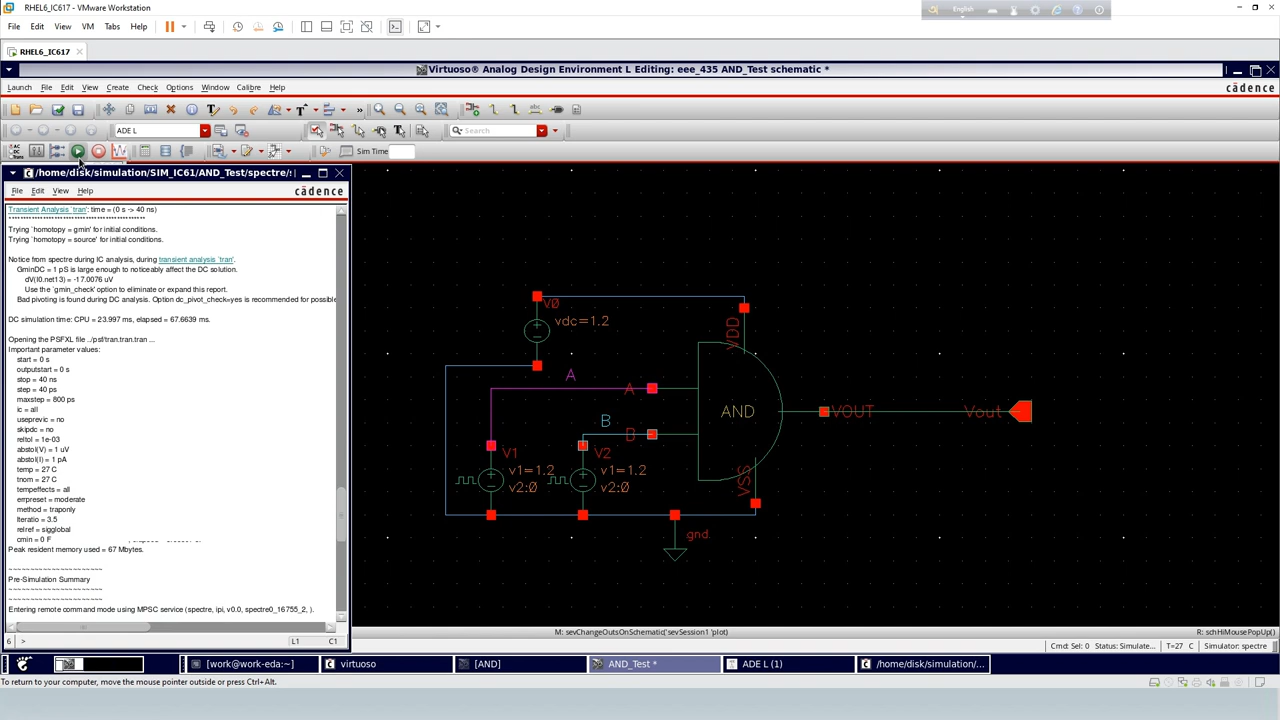 RHEL6_IC617 - VMware Workstation
English
File Edit View VM Tabs Help
RHEL6_IC617
Virtuoso® Analog Design Environment L Editing: eee_435 AND_Test schematic *
Launch File Edit View Create Check Options Window Calibre Help
cādence
ADE L
Search
Sim Time
/home/disk/simulation/SIM_IC61/AND_Test/spectre/
File Edit View Help
cādence
Transient Analysis `tran': time = (0 s -> 40 ns)
Trying `homotopy = gmin' for initial conditions.
Trying `homotopy = source' for initial conditions.
Notice from spectre during IC analysis, during transient analysis `tran'.
GminDC = 1 pS is large enough to noticeably affect the DC solution.
dV(I0.net13) = -17.0076 uV
Use the `gmin_check' option to eliminate or expand this report.
Bad pivoting is found during DC analysis. Option dc_pivot_check=yes is recommended for possible
DC simulation time: CPU = 23.997 ms, elapsed = 67.6639 ms.
Opening the PSFXL file ../psf/tran.tran.tran ...
Important parameter values:
start = 0 s
outputstart = 0 s
stop = 40 ns
step = 40 ps
maxstep = 800 ps
ic = all
useprevic = no
skipdc = no
reltol = 1e-03
abstol(V) = 1 uV
abstol(I) = 1 pA
temp = 27 C
tnom = 27 C
tempeffects = all
errpreset = moderate
method = traponly
lteratio = 3.5
relref = sigglobal
cmin = 0 F
Peak resident memory used = 67 Mbytes.
Pre-Simulation Summary
Entering remote command mode using MPSC service (spectre, ipi, v0.0, spectre0_16755_2, ).
6 >
L1 C1
V0
vdc=1.2
VDD
A
A
B
B
AND
VOUT
Vout
V1
v1=1.2
v2:0
V2
v1=1.2
v2:0
VSS
gnd
M: sevChangeOutsOnSchematic('sevSession1 'plot)
R: schHiMousePopUp()
Cmd: Sel: 0 Status: Simulate... T=27 C Simulator: spectre
[work@work-eda:~]
virtuoso
[AND]
AND_Test *
ADE L (1)
/home/disk/simulation/...
To return to your computer, move the mouse pointer outside or press Ctrl+Alt.